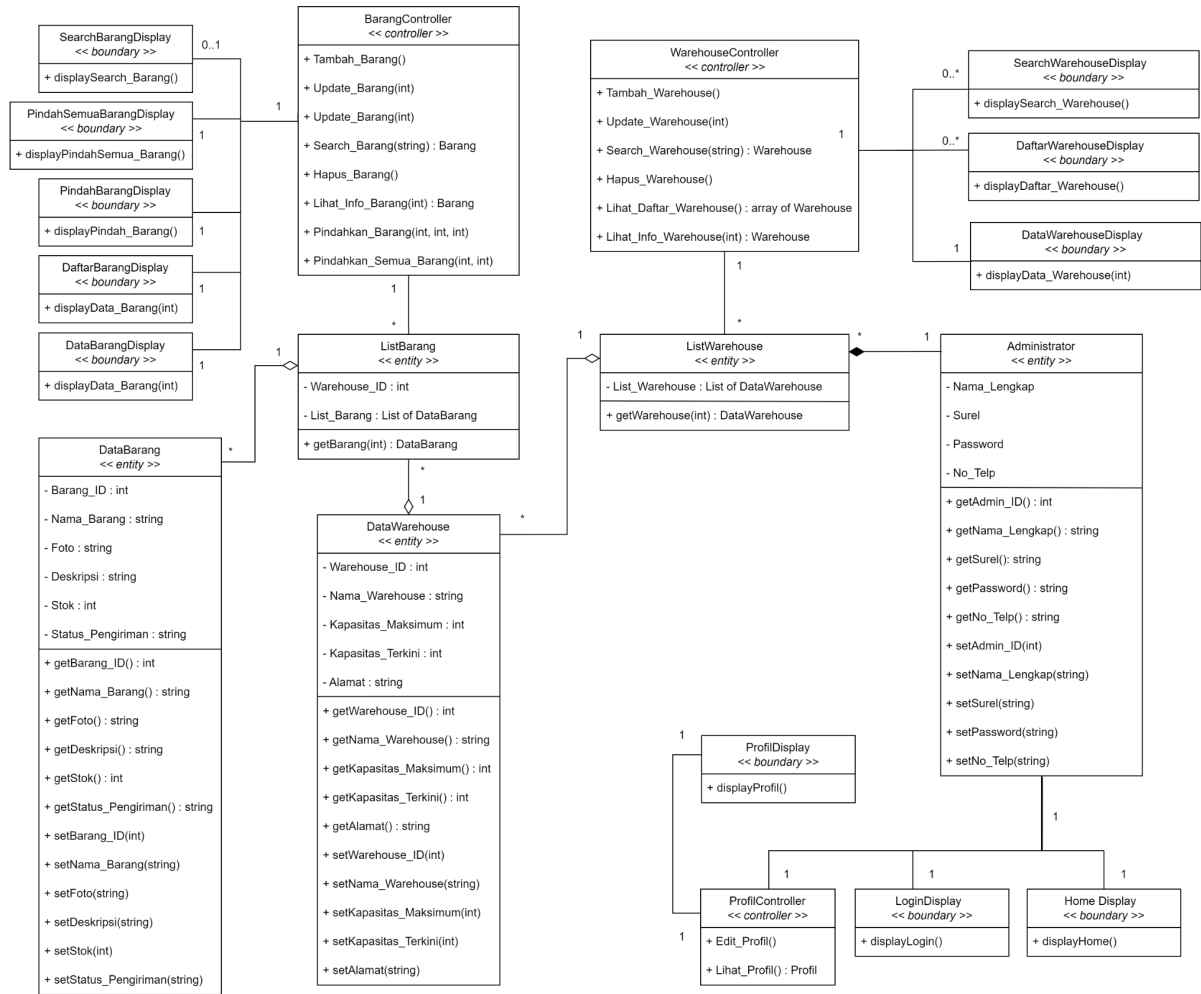 SearchBarangDisplay
<< boundary >>
+ displaySearch_Barang()
0..1
PindahSemuaBarangDisplay
<< boundary >>
+ displayPindahSemua_Barang()
1
PindahBarangDisplay
<< boundary >>
+ displayPindah_Barang()
1
DaftarBarangDisplay
<< boundary >>
+ displayData_Barang(int)
1
DataBarangDisplay
<< boundary >>
+ displayData_Barang(int)
1
1
BarangController
<< controller >>
+ Tambah_Barang()
+ Update_Barang(int)
+ Update_Barang(int)
+ Search_Barang(string) : Barang
+ Hapus_Barang()
+ Lihat_Info_Barang(int) : Barang
+ Pindahkan_Barang(int, int, int)
+ Pindahkan_Semua_Barang(int, int)
1
*
WarehouseController
<< controller >>
+ Tambah_Warehouse()
+ Update_Warehouse(int)
+ Search_Warehouse(string) : Warehouse
+ Hapus_Warehouse()
+ Lihat_Daftar_Warehouse() : array of Warehouse
+ Lihat_Info_Warehouse(int) : Warehouse
1
1
*
0..*
SearchWarehouseDisplay
<< boundary >>
+ displaySearch_Warehouse()
0..*
DaftarWarehouseDisplay
<< boundary >>
+ displayDaftar_Warehouse()
1
DataWarehouseDisplay
<< boundary >>
+ displayData_Warehouse(int)
1
ListBarang
<< entity >>
- Warehouse_ID : int
- List_Barang : List of DataBarang
+ getBarang(int) : DataBarang
*
*
1
1
ListWarehouse
<< entity >>
- List_Warehouse : List of DataWarehouse
+ getWarehouse(int) : DataWarehouse
*
1
*
Administrator
<< entity >>
- Nama_Lengkap
- Surel
- Password
- No_Telp
+ getAdmin_ID() : int
+ getNama_Lengkap() : string
+ getSurel(): string
+ getPassword() : string
+ getNo_Telp() : string
+ setAdmin_ID(int)
+ setNama_Lengkap(string)
+ setSurel(string)
+ setPassword(string)
+ setNo_Telp(string)
1
DataBarang
<< entity >>
- Barang_ID : int
- Nama_Barang : string
- Foto : string
- Deskripsi : string
- Stok : int
- Status_Pengiriman : string
+ getBarang_ID() : int
+ getNama_Barang() : string
+ getFoto() : string
+ getDeskripsi() : string
+ getStok() : int
+ getStatus_Pengiriman() : string
+ setBarang_ID(int)
+ setNama_Barang(string)
+ setFoto(string)
+ setDeskripsi(string)
+ setStok(int)
+ setStatus_Pengiriman(string)
DataWarehouse
<< entity >>
- Warehouse_ID : int
- Nama_Warehouse : string
- Kapasitas_Maksimum : int
- Kapasitas_Terkini : int
- Alamat : string
+ getWarehouse_ID() : int
+ getNama_Warehouse() : string
+ getKapasitas_Maksimum() : int
+ getKapasitas_Terkini() : int
+ getAlamat() : string
+ setWarehouse_ID(int)
+ setNama_Warehouse(string)
+ setKapasitas_Maksimum(int)
+ setKapasitas_Terkini(int)
+ setAlamat(string)
1
ProfilDisplay
<< boundary >>
+ displayProfil()
1
1
ProfilController
<< controller >>
+ Edit_Profil()
+ Lihat_Profil() : Profil
1
LoginDisplay
<< boundary >>
+ displayLogin()
1
Home Display
<< boundary >>
+ displayHome()